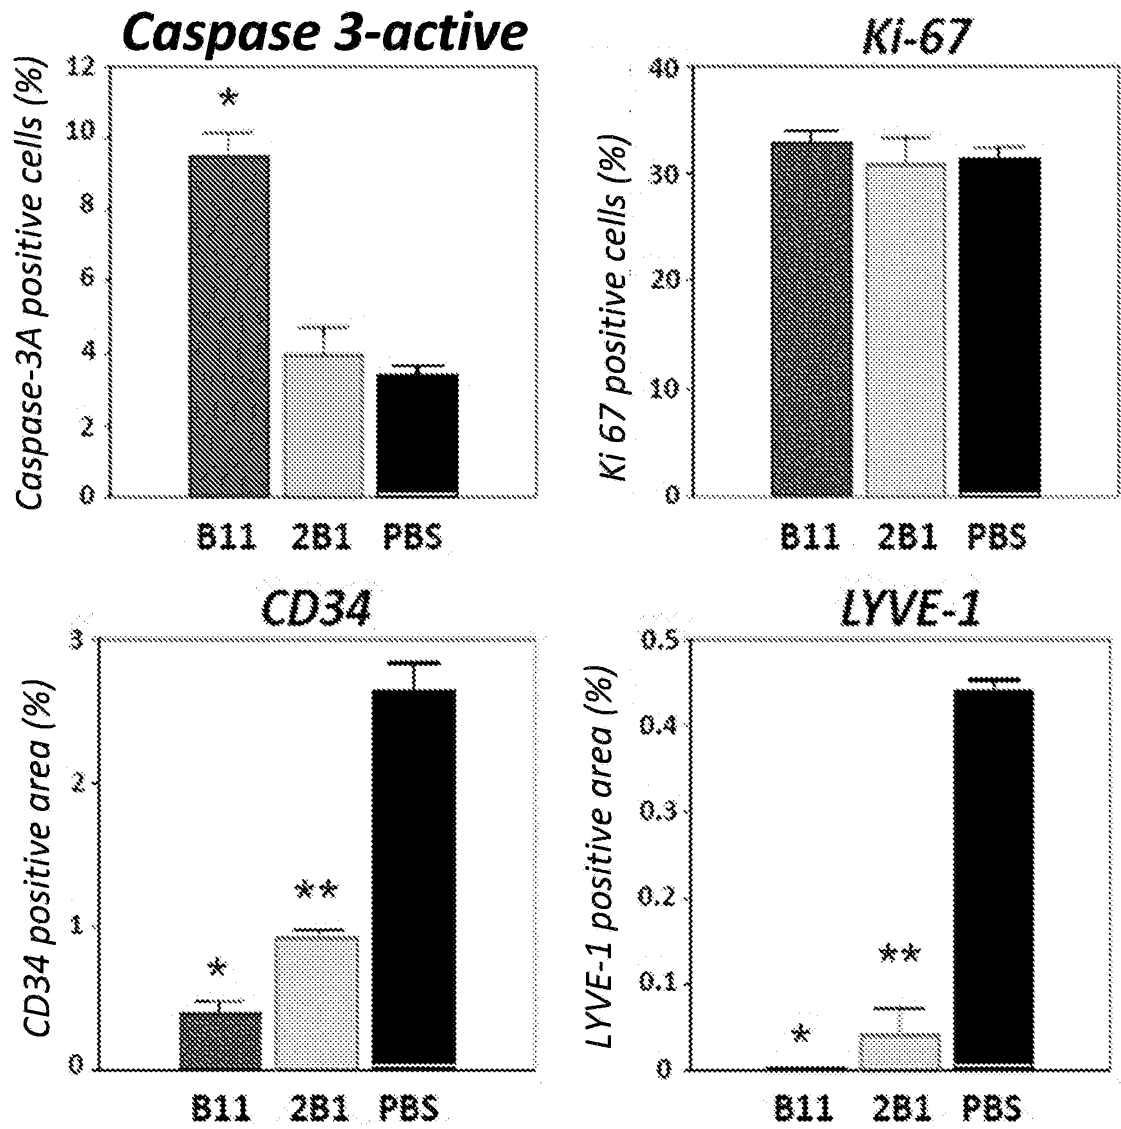 Caspase 3-active
Caspase-3A positive cells (%)
12
10
8
6
4
2
0
*
B11 2B1 PBS
Ki-67
Ki 67 positive cells (%)
40
30
20
10
0
B11 2B1 PBS
CD34
CD34 positive area (%)
3
2
1
0
*
**
B11 2B1 PBS
LYVE-1
LYVE-1 positive area (%)
0.5
0.4
0.3
0.2
0.1
0
*
**
B11 2B1 PBS